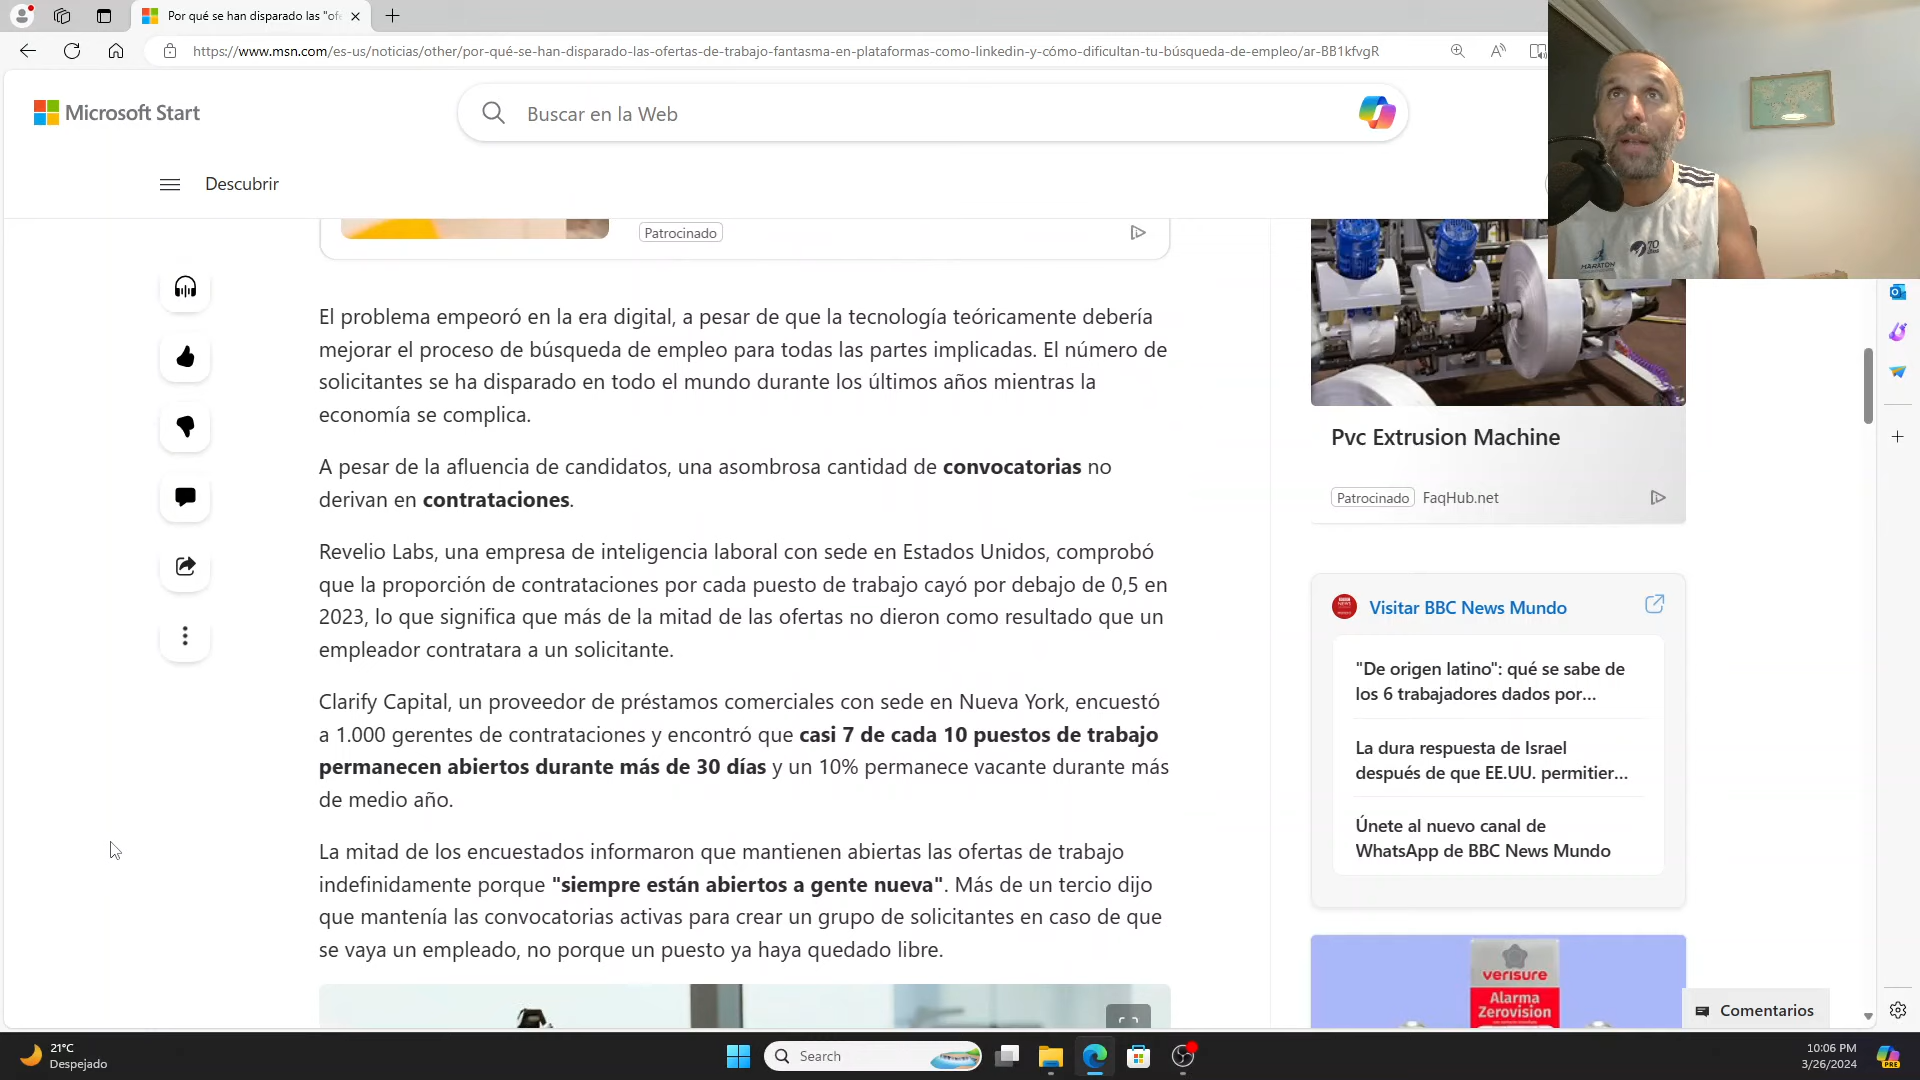 Por qué se han disparado las "ofe
https://www.msn.com/es-us/noticias/other/por-qué-se-han-disparado-las-ofertas-de-trabajo-fantasma-en-plataformas-como-linkedin-y-cómo-dificultan-tu-búsqueda-de-empleo/ar-BB1kfvgR
Microsoft Start
Buscar en la Web
Descubrir
Patrocinado
El problema empeoró en la era digital, a pesar de que la tecnología teóricamente debería
mejorar el proceso de búsqueda de empleo para todas las partes implicadas. El número de
solicitantes se ha disparado en todo el mundo durante los últimos años mientras la
economía se complica.
A pesar de la afluencia de candidatos, una asombrosa cantidad de convocatorias no
derivan en contrataciones.
Revelio Labs, una empresa de inteligencia laboral con sede en Estados Unidos, comprobó
que la proporción de contrataciones por cada puesto de trabajo cayó por debajo de 0,5 en
2023, lo que significa que más de la mitad de las ofertas no dieron como resultado que un
empleador contratara a un solicitante.
Clarify Capital, un proveedor de préstamos comerciales con sede en Nueva York, encuestó
a 1.000 gerentes de contrataciones y encontró que casi 7 de cada 10 puestos de trabajo
permanecen abiertos durante más de 30 días y un 10% permanece vacante durante más
de medio año.
La mitad de los encuestados informaron que mantienen abiertas las ofertas de trabajo
indefinidamente porque "siempre están abiertos a gente nueva". Más de un tercio dijo
que mantenía las convocatorias activas para crear un grupo de solicitantes en caso de que
se vaya un empleado, no porque un puesto ya haya quedado libre.
MARATON
70
Pvc Extrusion Machine
Patrocinado FaqHub.net
Visitar BBC News Mundo
"De origen latino": qué se sabe de
los 6 trabajadores dados por...
La dura respuesta de Israel
después de que EE.UU. permitier...
Únete al nuevo canal de
WhatsApp de BBC News Mundo
verisure
Alarma
Zerovision
Comentarios
21°C
Despejado
Search
10:06 PM
3/26/2024
PRE